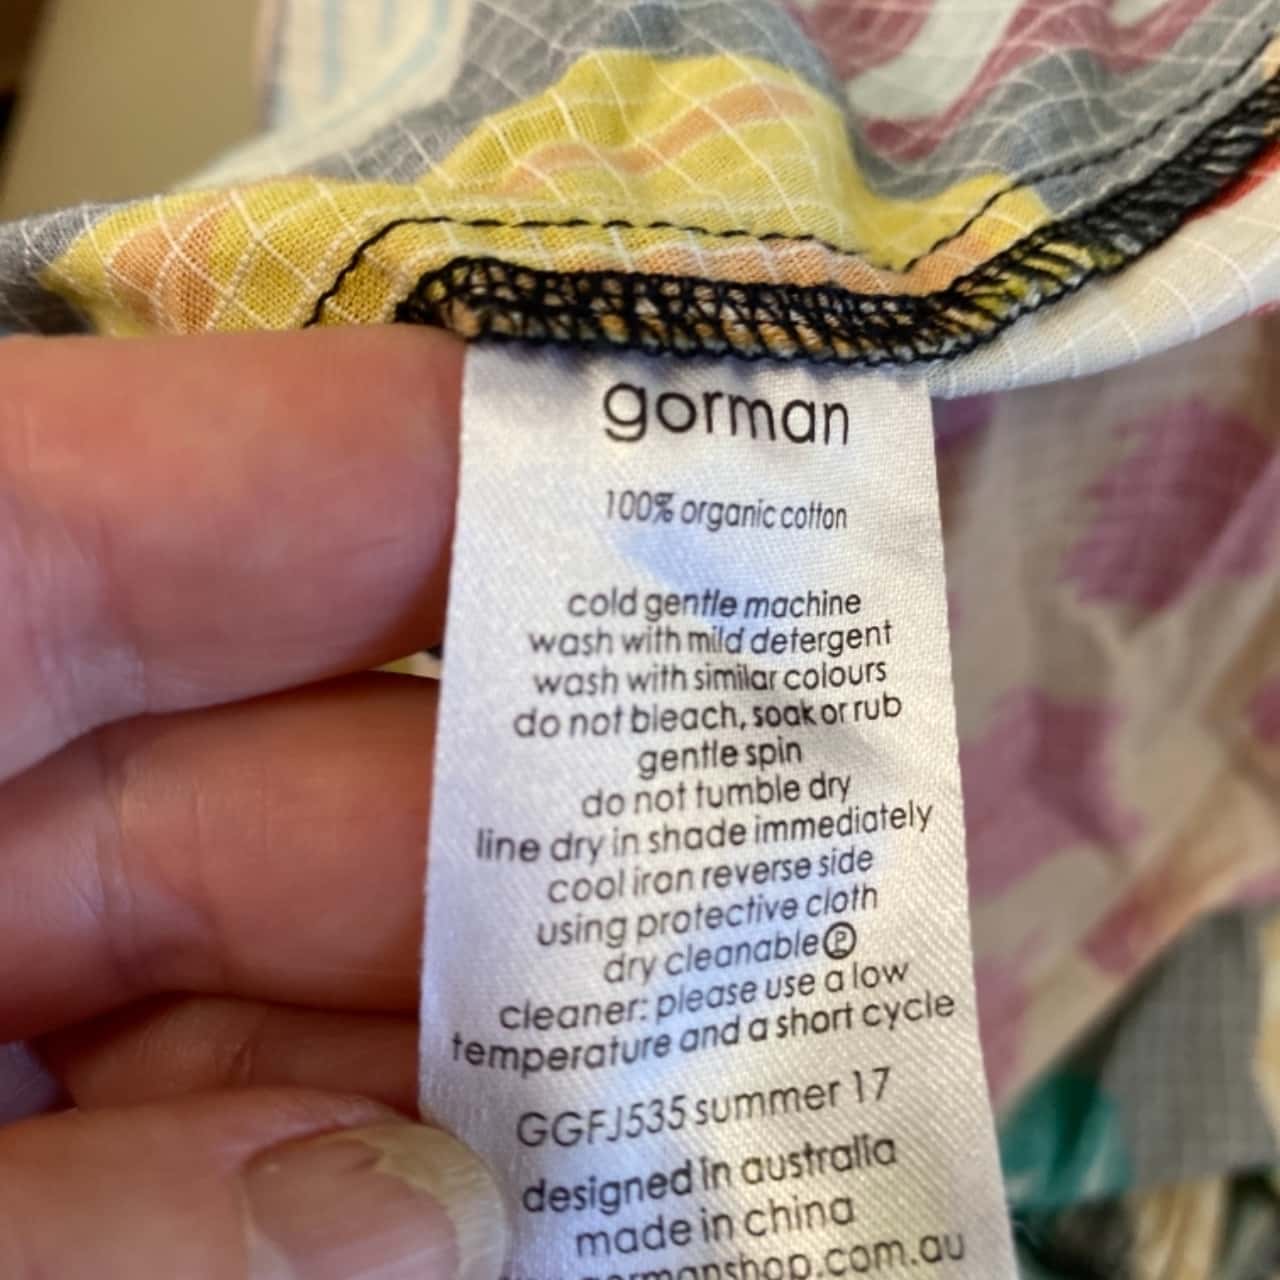 gorman
100% organic cotton
cold gentle machine
wash with mild detergent
wash with similar colours
do not bleach, soak or rub
gentle spin
do not tumble dry
line dry in shade immediately
cool iron reverse side
using protective cloth
dry cleanable Ⓟ
cleaner: please use a low
temperature and a short cycle
GGFJ535 summer 17
designed in australia
made in china
gormanshop.com.au